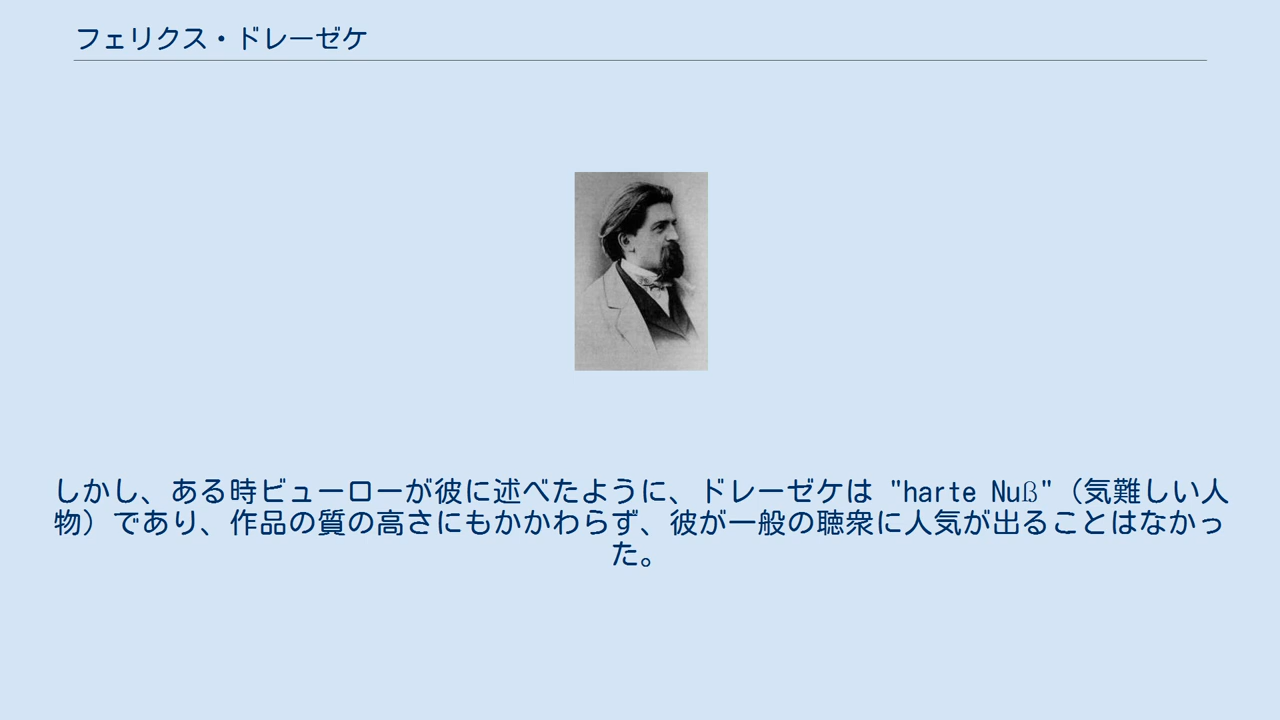 フェリクス・ドレーゼケ
しかし、ある時ビューローが彼に述べたように、ドレーゼケは "harte Nuß"（気難しい人
物）であり、作品の質の高さにもかかわらず、彼が一般の聴衆に人気が出ることはなかっ
た。